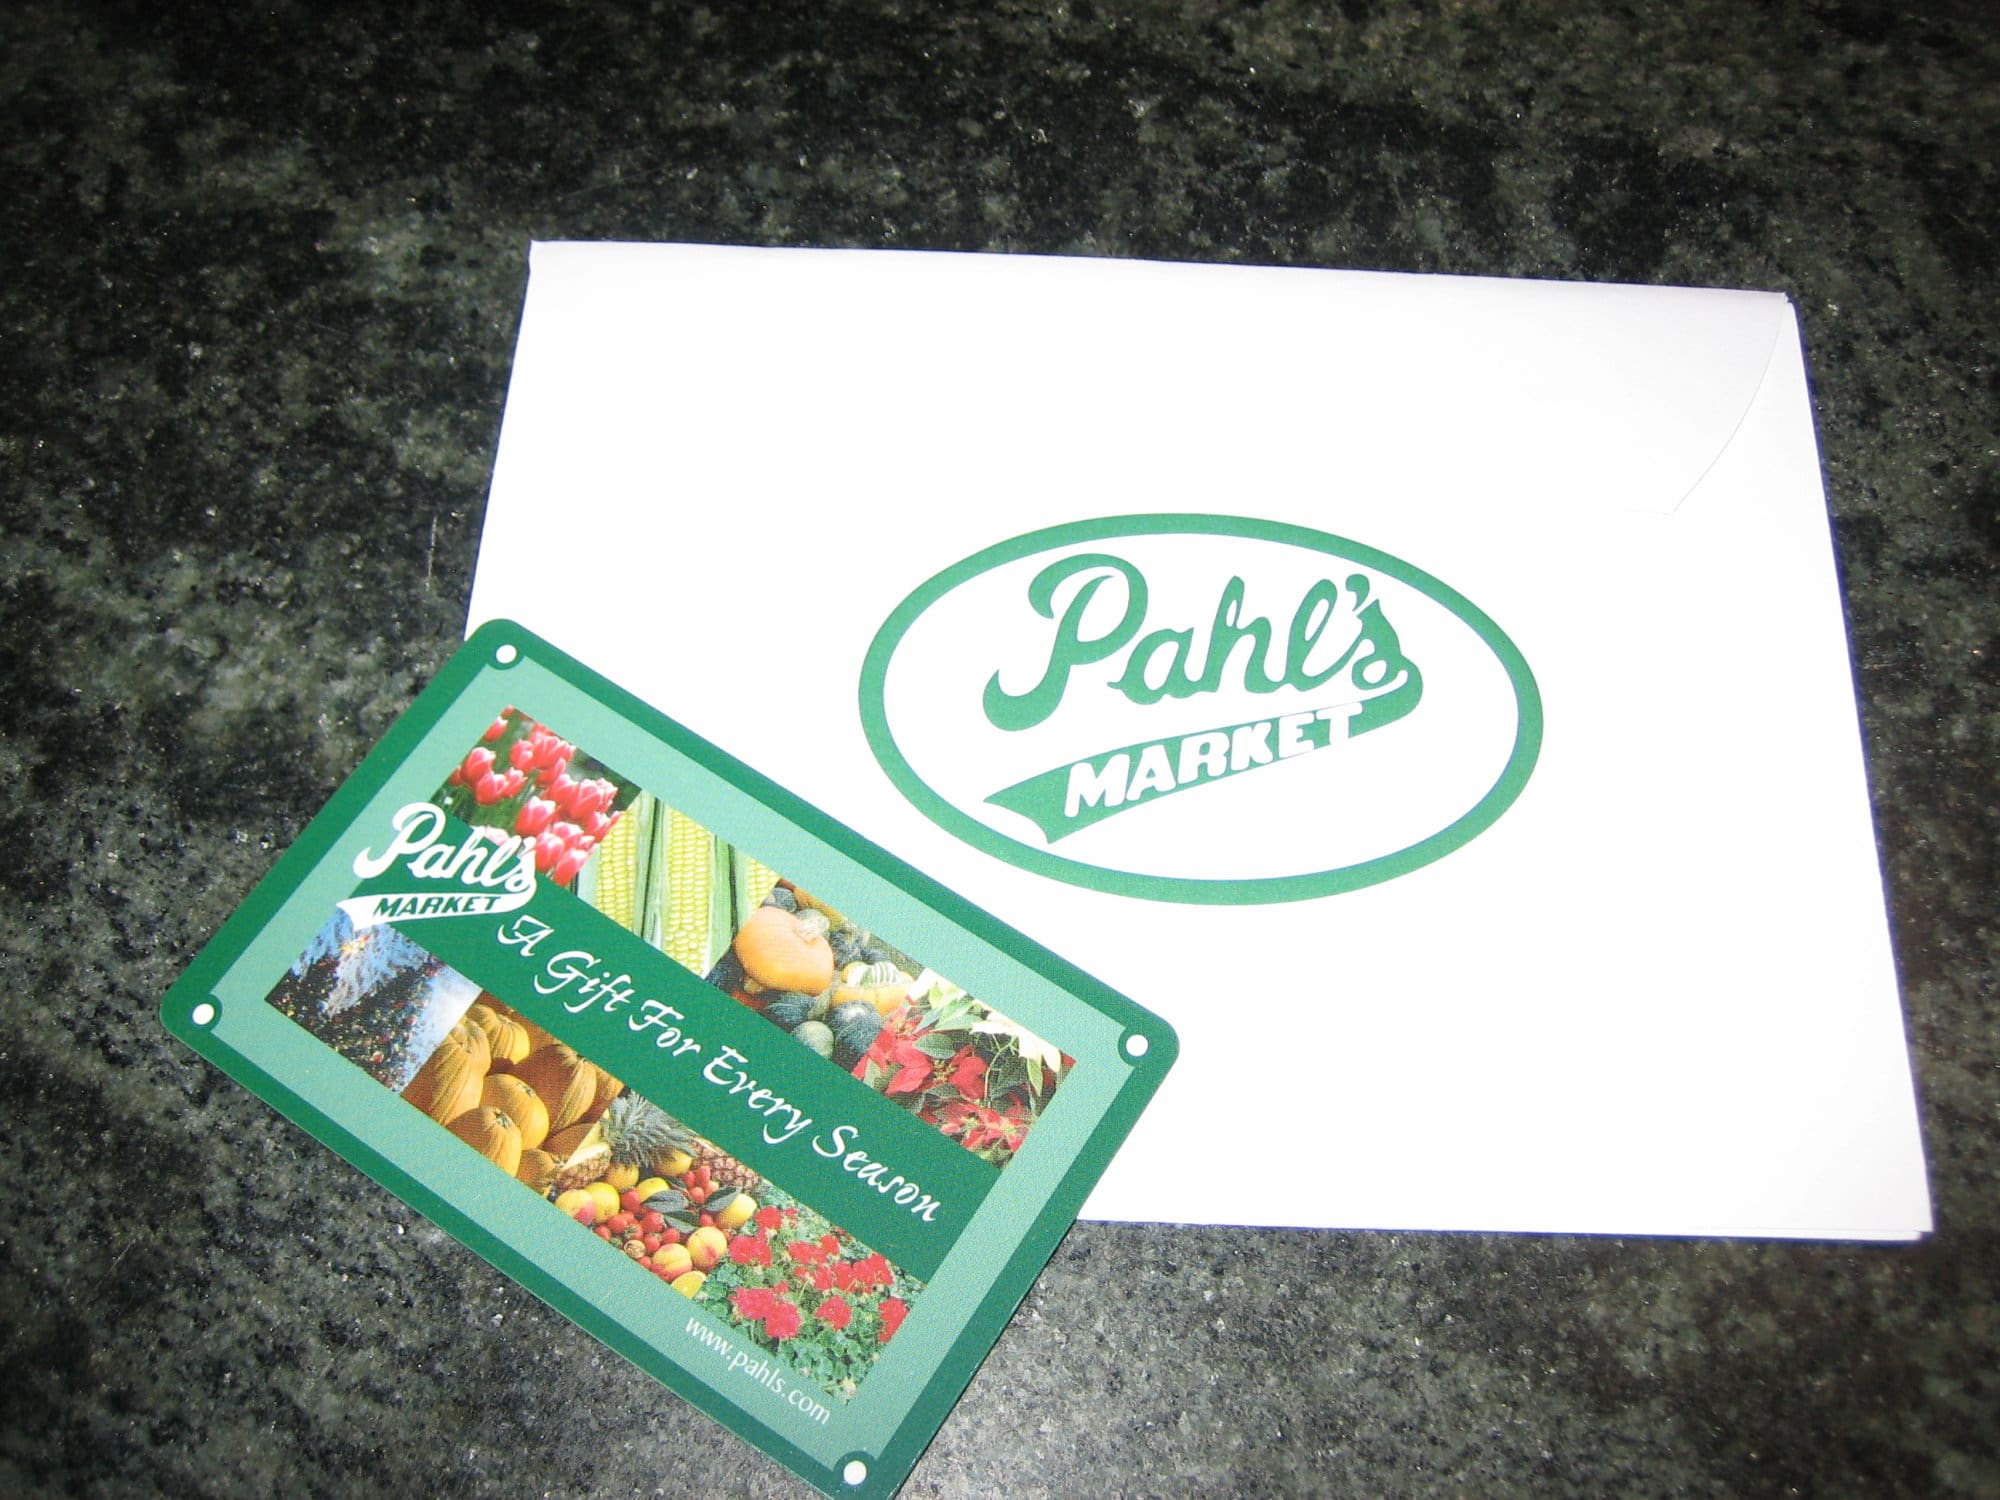 Pahl's
MARKET
Pahl's
MARKET
A Gift For Every Season
www.pahls.com